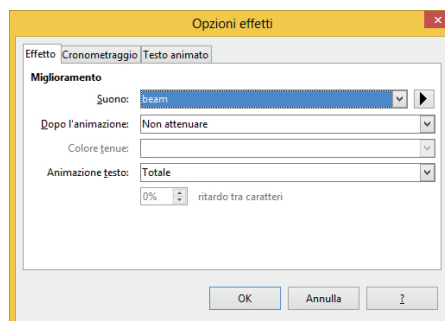 Opzioni effetti
Effetto Cronometraggio Testo animato
Miglioramento
Suono: beam
Dopo l'animazione: Non attenuare
Colore tenue:
Animazione testo: Totale
0% ritardo tra caratteri
OK Annulla ?